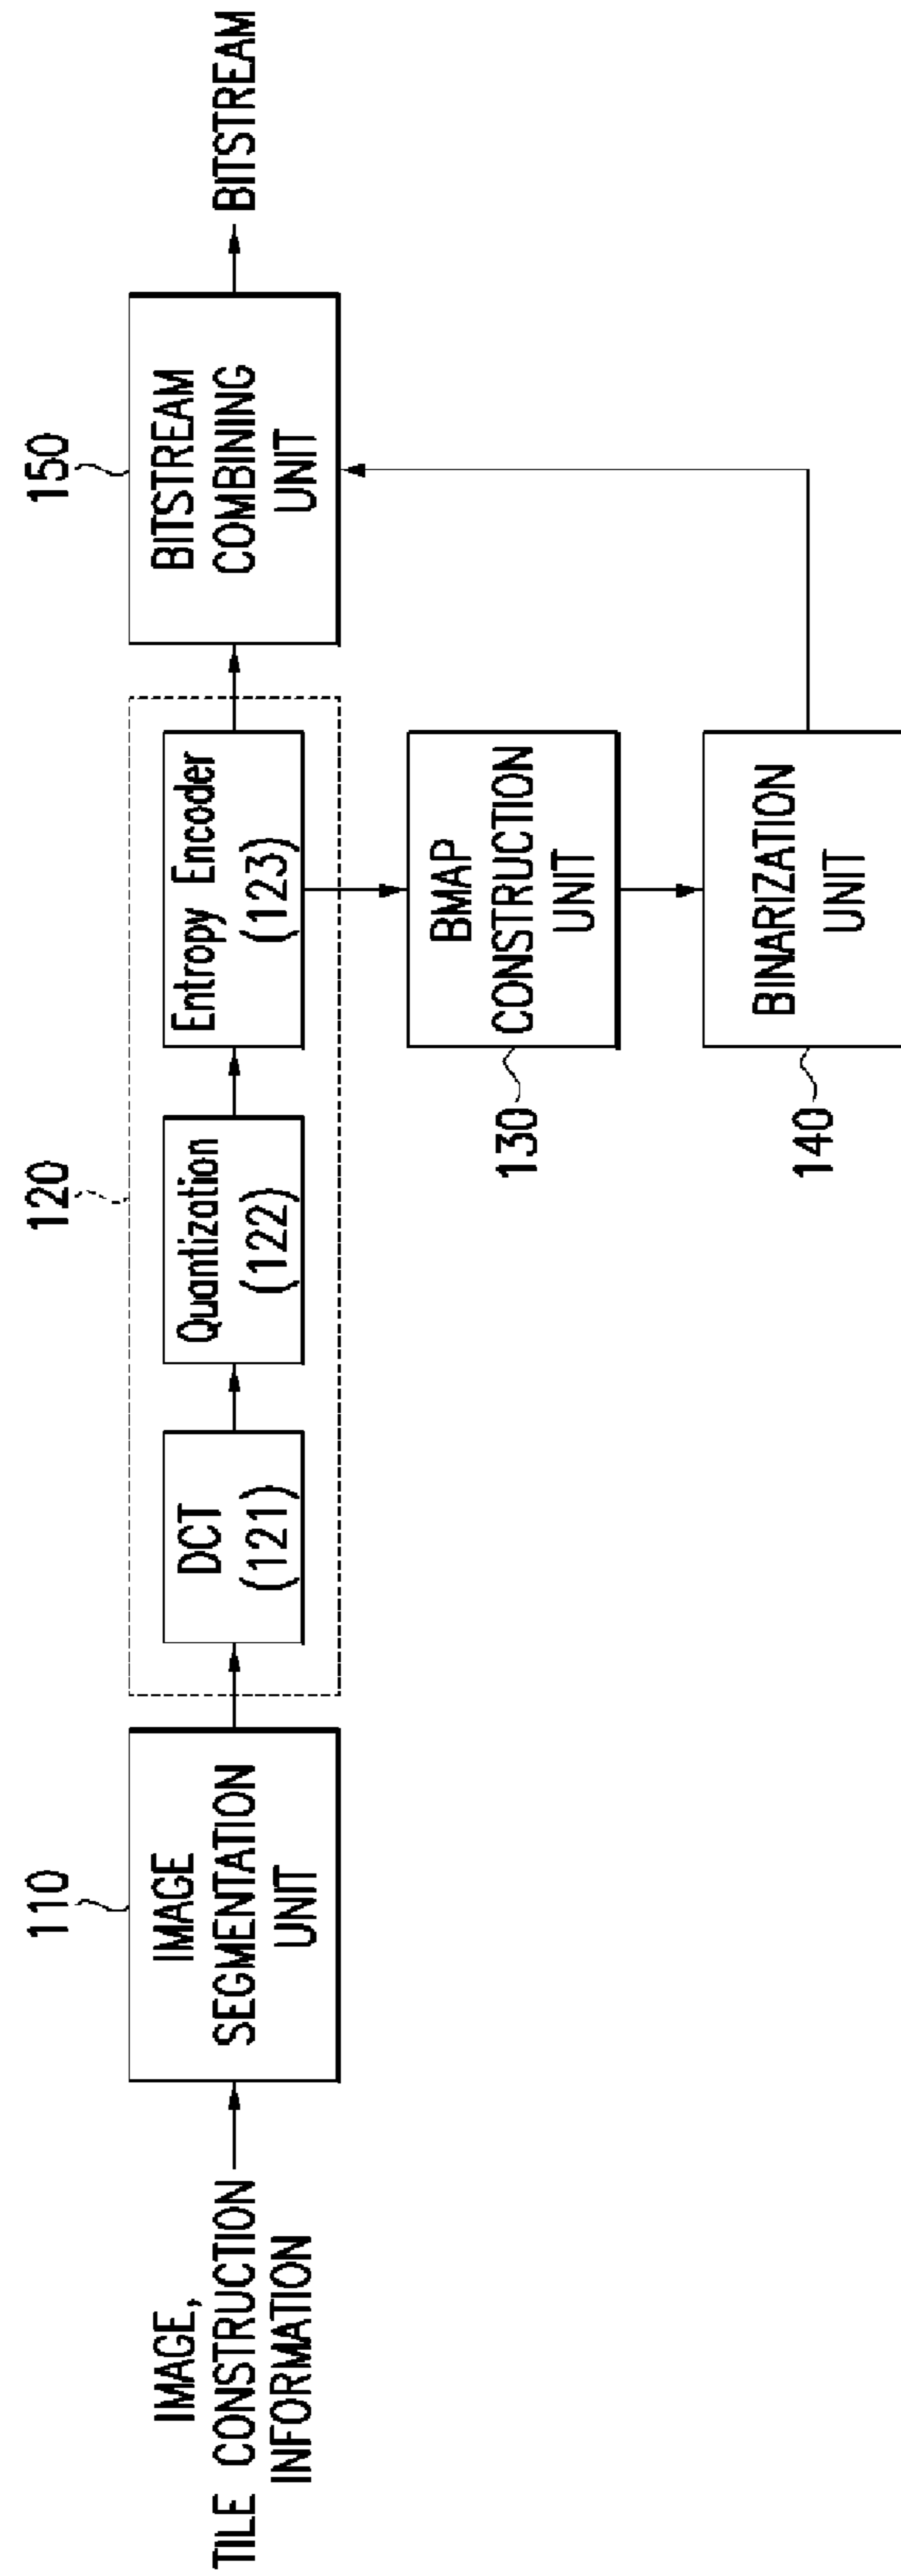 IMAGE,
TILE CONSTRUCTION
INFORMATION
110
IMAGE
SEGMENTATION
UNIT
120
DCT
(121)
Quantization
(122)
Entropy Encoder
(123)
150
BITSTREAM
COMBINING
UNIT
BITSTREAM
130
BMAP
CONSTRUCTION
UNIT
140
BINARIZATION
UNIT